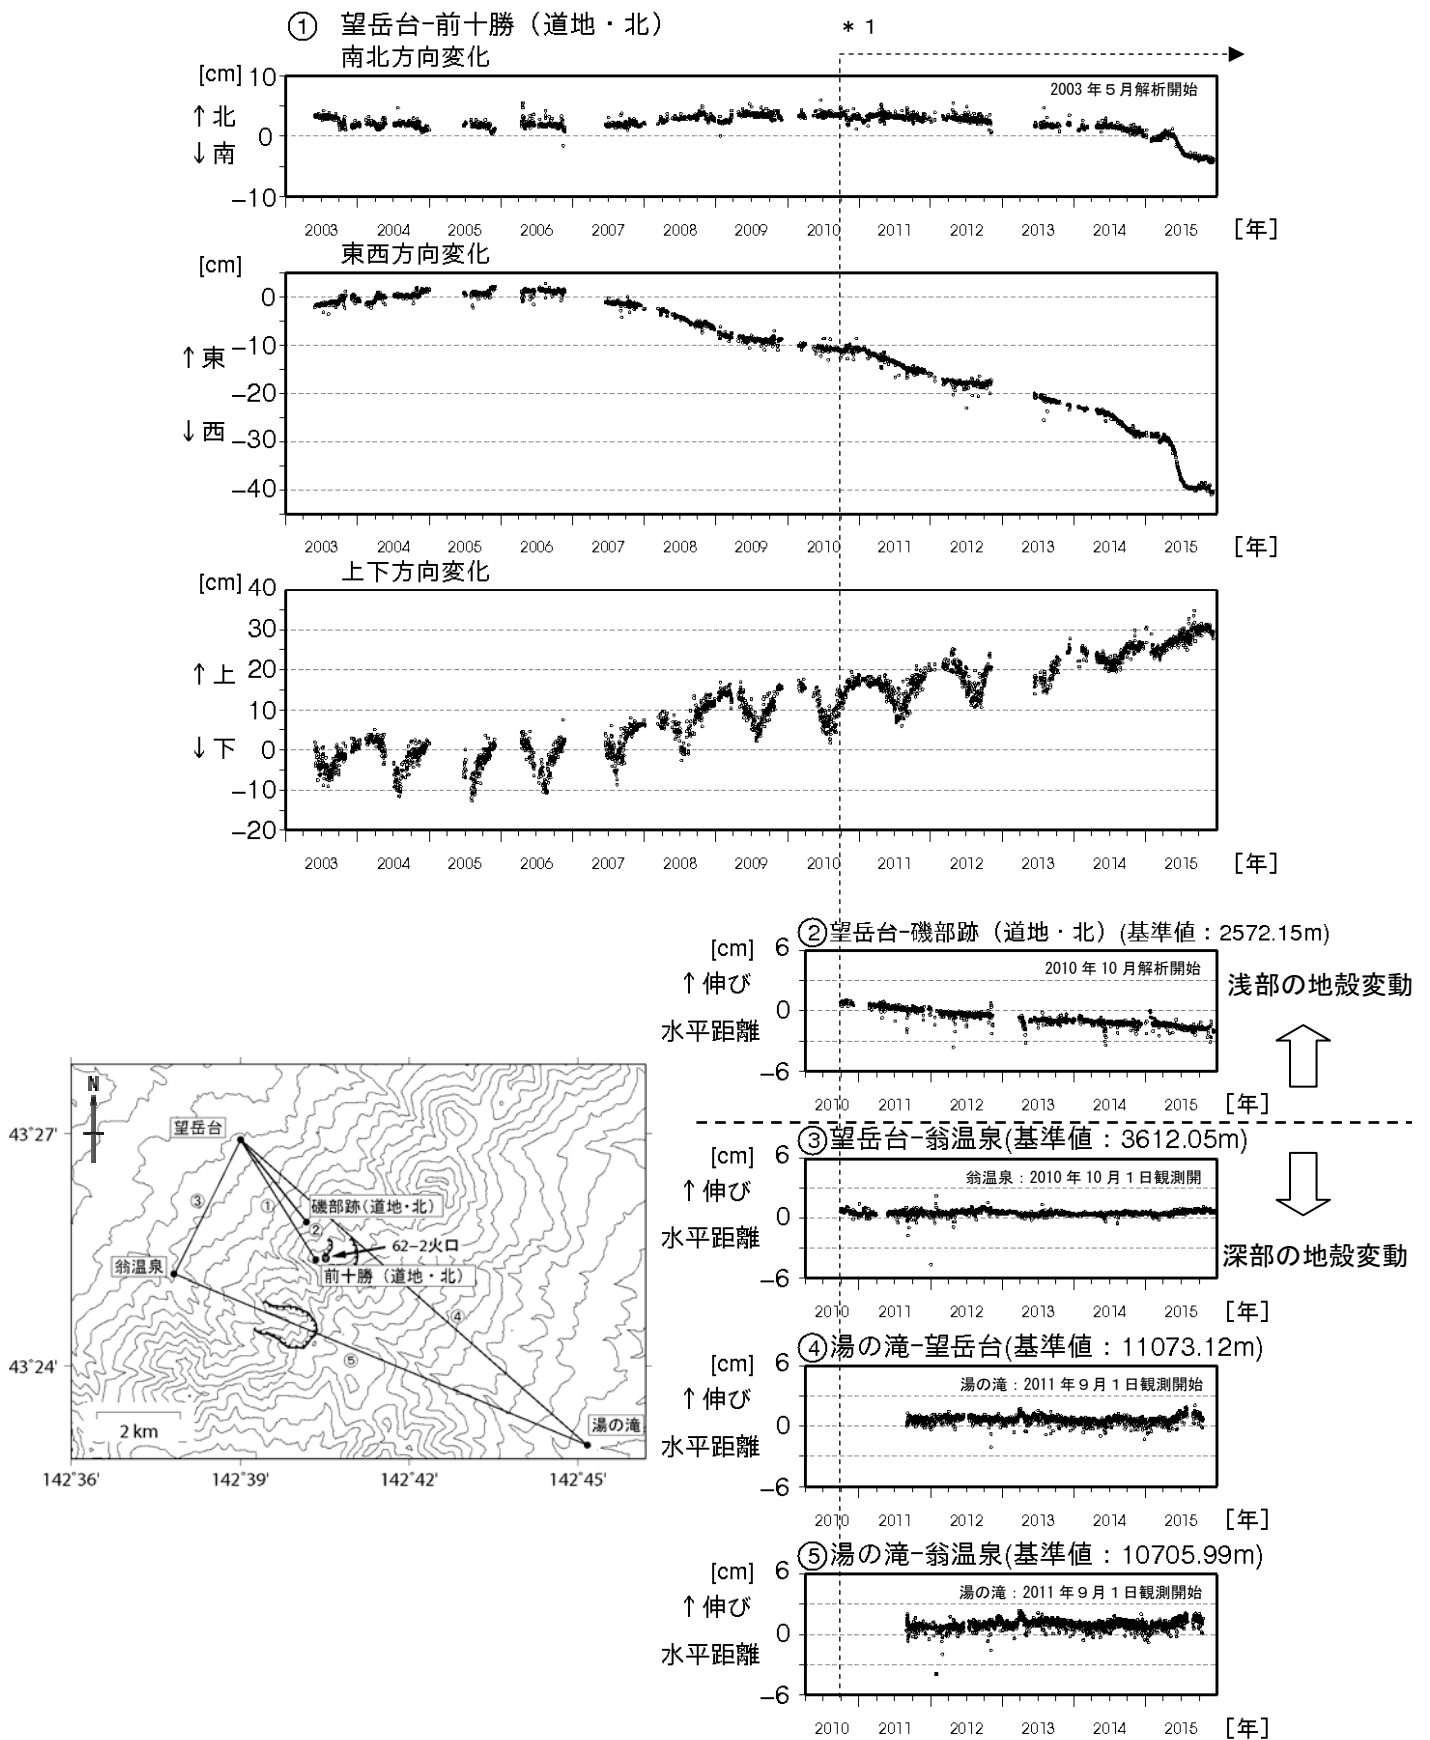 ① 望岳台-前十勝（道地・北）
＊1
南北方向変化
[cm]
10
0
-10
↑北
↓南
2003年５月解析開始
2003 2004 2005 2006 2007 2008 2009 2010 2011 2012 2013 2014 2015 [年]
東西方向変化
[cm]
0
-10
-20
-30
-40
↑東
↓西
2003 2004 2005 2006 2007 2008 2009 2010 2011 2012 2013 2014 2015 [年]
上下方向変化
[cm]
40
30
20
10
0
-10
-20
↑上
↓下
2003 2004 2005 2006 2007 2008 2009 2010 2011 2012 2013 2014 2015 [年]
②望岳台-磯部跡（道地・北）(基準値：2572.15m)
[cm]
6
0
-6
↑伸び
水平距離
2010年10月解析開始
2010 2011 2012 2013 2014 2015 [年]
浅部の地殻変動
③望岳台-翁温泉(基準値：3612.05m)
[cm]
6
0
-6
↑伸び
水平距離
翁温泉：2010年10月１日観測開
2010 2011 2012 2013 2014 2015 [年]
深部の地殻変動
④湯の滝-望岳台(基準値：11073.12m)
[cm]
6
0
-6
↑伸び
水平距離
湯の滝：2011年９月１日観測開始
2010 2011 2012 2013 2014 2015 [年]
⑤湯の滝-翁温泉(基準値：10705.99m)
[cm]
6
0
-6
↑伸び
水平距離
湯の滝：2011年９月１日観測開始
2010 2011 2012 2013 2014 2015 [年]
N
43˚27'
43˚24'
望岳台
③
①
磯部跡(道地・北)
②
62-2火口
翁温泉
前十勝（道地・北）
④
⑤
湯の滝
2 km
142˚36' 142˚39' 142˚42' 142˚45'